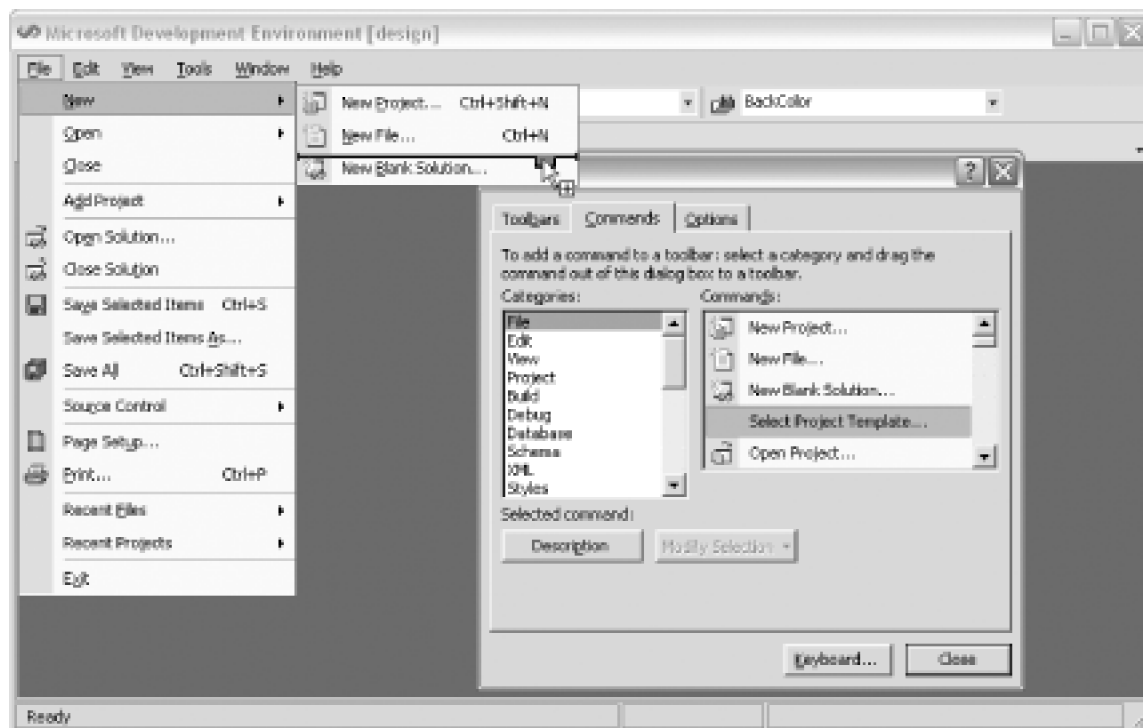 Microsoft Development Environment [design]
File Edit View Tools Window Help
New
New Project... Ctrl+Shift+N
BackColor
Open
New File... Ctrl+N
Close
New Blank Solution...
Add Project
Toolbars Commands Options
Open Solution...
To add a command to a toolbar: select a category and drag the
command out of this dialog box to a toolbar.
Close Solution
Categories: Commands:
Save Selected Items Ctrl+S
File
New Project...
Edit
Save Selected Items As...
View
New File...
Project
Save All Ctrl+Shift+S
Build
New Blank Solution...
Source Control
Debug
Select Project Template...
Database
Page Setup...
Schema
Open Project...
XML
Print... Ctrl+P
Styles
Recent Files
Selected command:
Recent Projects
Description Modify Selection
Exit
Keyboard... Close
Ready